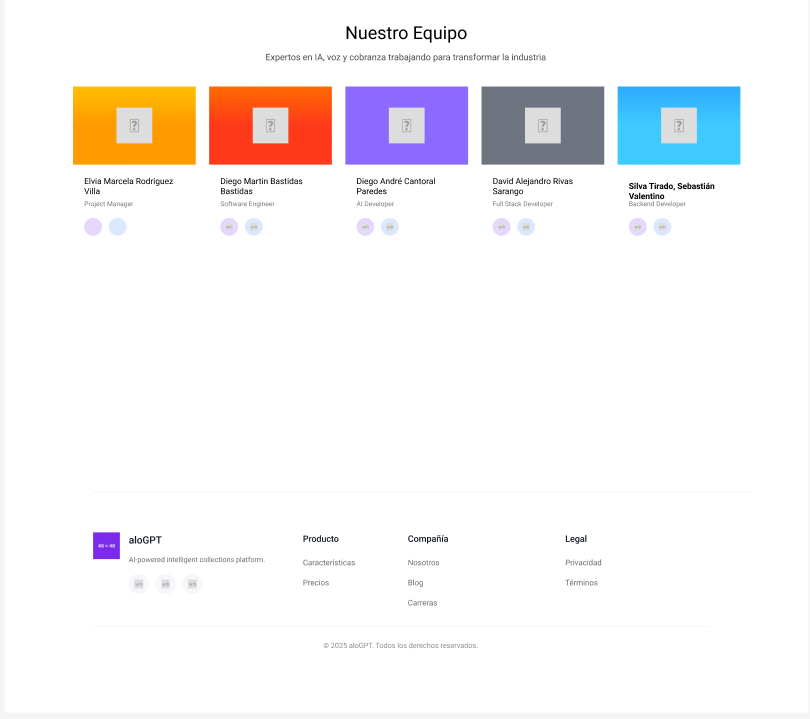 Nuestro Equipo
Expertos en IA, voz y cobranza trabajando para transformar la industria
Elvia Marcela Rodríguez
Villa
Project Manager
Diego Martin Bastidas
Bastidas
Software Engineer
Diego André Cantoral
Paredes
AI Developer
David Alejandro Rivas
Sarango
Full Stack Developer
Silva Tirado, Sebastián
Valentino
Backend Developer
48 × 48
aloGPT
AI-powered intelligent collections platform.
Producto
Características
Precios
Compañía
Nosotros
Blog
Carreras
Legal
Privacidad
Términos
© 2025 aloGPT. Todos los derechos reservados.